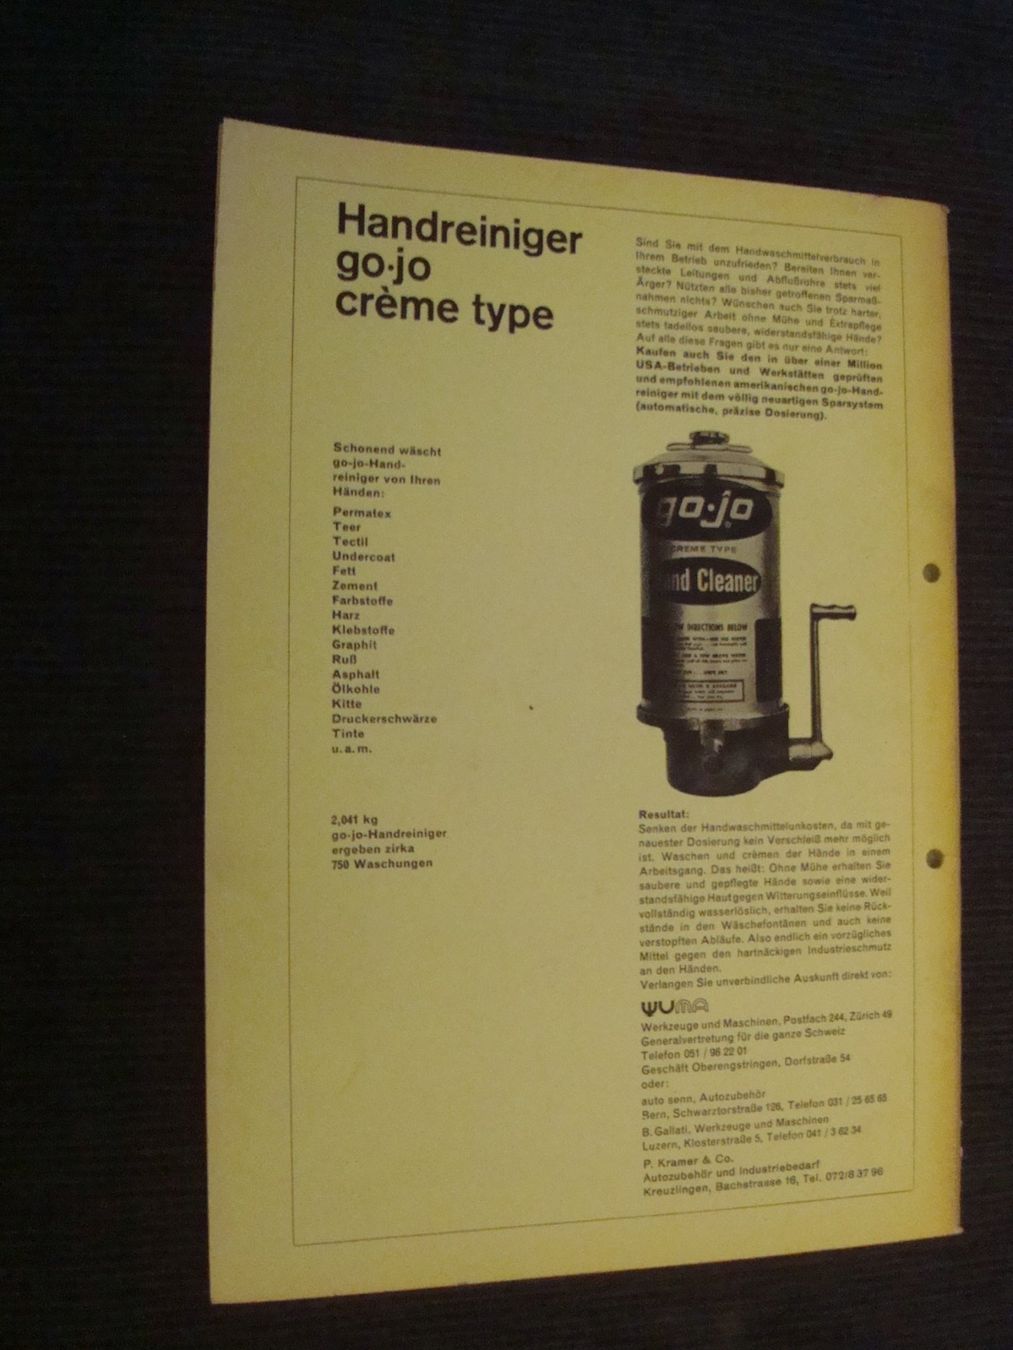 Handreiniger
go·jo
crème type
Sind Sie mit dem Handwaschmittelverbrauch in
Ihrem Betrieb unzufrieden? Bereiten Ihnen ver-
steckte Leitungen und Abflußrohre stets viel
Ärger? Nützten alle bisher getroffenen Sparmaß-
nahmen nichts? Wünschen auch Sie trotz harter,
schmutziger Arbeit ohne Mühe und Extrapflege
stets tadellos saubere, widerstandsfähige Hände?
Auf alle diese Fragen gibt es nur eine Antwort:
Kaufen auch Sie den in über einer Million
USA-Betrieben und Werkstätten geprüften
und empfohlenen amerikanischen go-jo-Hand-
reiniger mit dem völlig neuartigen Sparsystem
(automatische, präzise Dosierung).
Schonend wäscht
go-jo-Hand-
reiniger von Ihren
Händen:
Permatex
Teer
Tectil
Undercoat
Fett
Zement
Farbstoffe
Harz
Klebstoffe
Graphit
Ruß
Asphalt
Ölkohle
Kitte
Druckerschwärze
Tinte
u. a. m.
2,041 kg
go-jo-Handreiniger
ergeben zirka
750 Waschungen
go·jo
CREME TYPE
nd Cleaner
DIRECTIONS BELOW
Resultat:
Senken der Handwaschmittelunkosten, da mit ge-
nauester Dosierung kein Verschleiß mehr möglich
ist. Waschen und crèmen der Hände in einem
Arbeitsgang. Das heißt: Ohne Mühe erhalten Sie
saubere und gepflegte Hände sowie eine wider-
standsfähige Haut gegen Witterungseinflüsse. Weil
vollständig wasserlöslich, erhalten Sie keine Rück-
stände in den Wäschefontänen und auch keine
verstopften Abläufe. Also endlich ein vorzügliches
Mittel gegen den hartnäckigen Industrieschmutz
an den Händen.
Verlangen Sie unverbindliche Auskunft direkt von:
WUMA
Werkzeuge und Maschinen, Postfach 244, Zürich 49
Generalvertretung für die ganze Schweiz
Telefon 051 / 96 22 01
Geschäft Oberengstringen, Dorfstraße 54
oder:
auto senn, Autozubehör
Bern, Schwarztorstraße 126, Telefon 031 / 25 65 65
B. Gallati, Werkzeuge und Maschinen
Luzern, Klosterstraße 5, Telefon 041 / 3 62 34
P. Kramer & Co.
Autozubehör und Industriebedarf
Kreuzlingen, Bachstrasse 16, Tel. 072/8 37 96